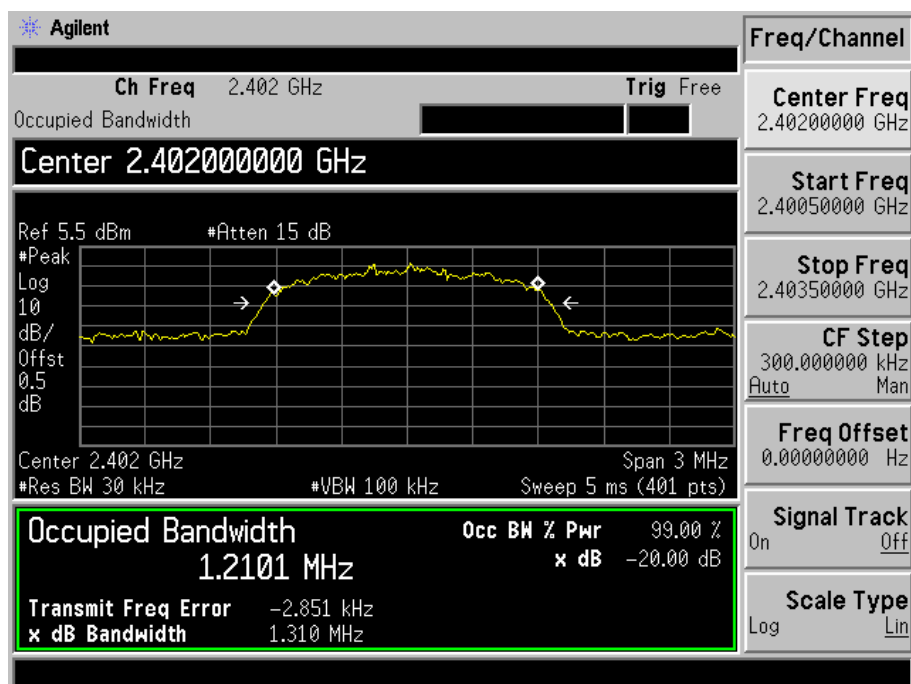 Agilent
Ch Freq 2.402 GHz Trig Free
Occupied Bandwidth
Center 2.402000000 GHz
Ref 5.5 dBm #Atten 15 dB
#Peak
Log
10
dB/
Offst
0.5
dB
Center 2.402 GHz Span 3 MHz
#Res BW 30 kHz #VBW 100 kHz Sweep 5 ms (401 pts)
Occupied Bandwidth Occ BW % Pwr 99.00 %
1.2101 MHz x dB -20.00 dB
Transmit Freq Error -2.851 kHz
x dB Bandwidth 1.310 MHz
Freq/Channel
Center Freq
2.40200000 GHz
Start Freq
2.40050000 GHz
Stop Freq
2.40350000 GHz
CF Step
300.000000 kHz
Auto Man
Freq Offset
0.00000000 Hz
Signal Track
On Off
Scale Type
Log Lin